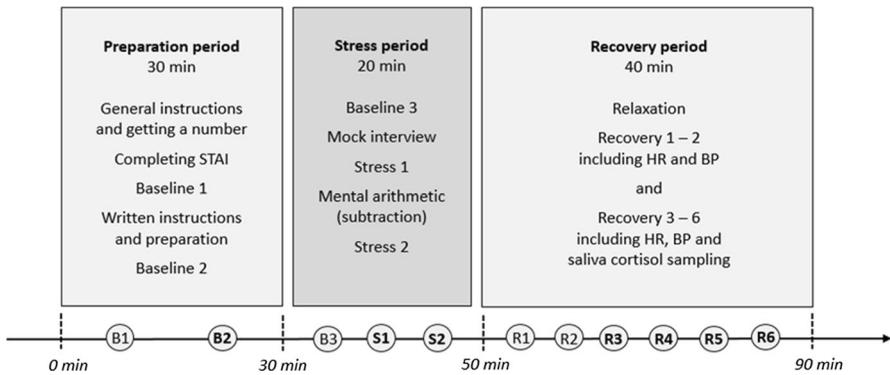 Preparation period
30 min
General instructions
and getting a number
Completing STAI
Baseline 1
Written instructions
and preparation
Baseline 2
Stress period
20 min
Baseline 3
Mock interview
Stress 1
Mental arithmetic
(subtraction)
Stress 2
Recovery period
40 min
Relaxation
Recovery 1 – 2
including HR and BP
and
Recovery 3 – 6
including HR, BP and
saliva cortisol sampling
B1 B2 B3 S1 S2 R1 R2 R3 R4 R5 R6
0 min 30 min 50 min 90 min